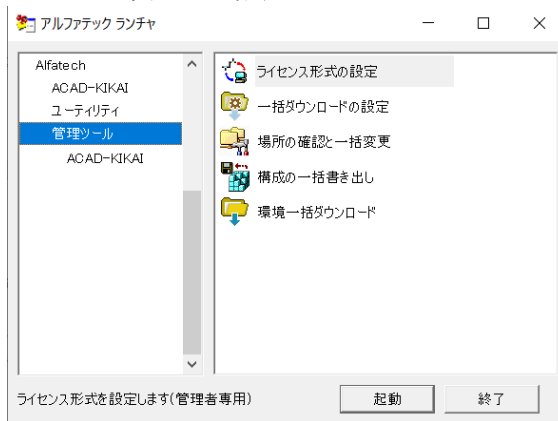 アルファテック ランチャ
Alfatech
ACAD-KIKAI
ユーティリティ
管理ツール
ACAD-KIKAI
ライセンス形式の設定
一括ダウンロードの設定
場所の確認と一括変更
構成の一括書き出し
環境一括ダウンロード
ライセンス形式を設定します(管理者専用)
起動
終了